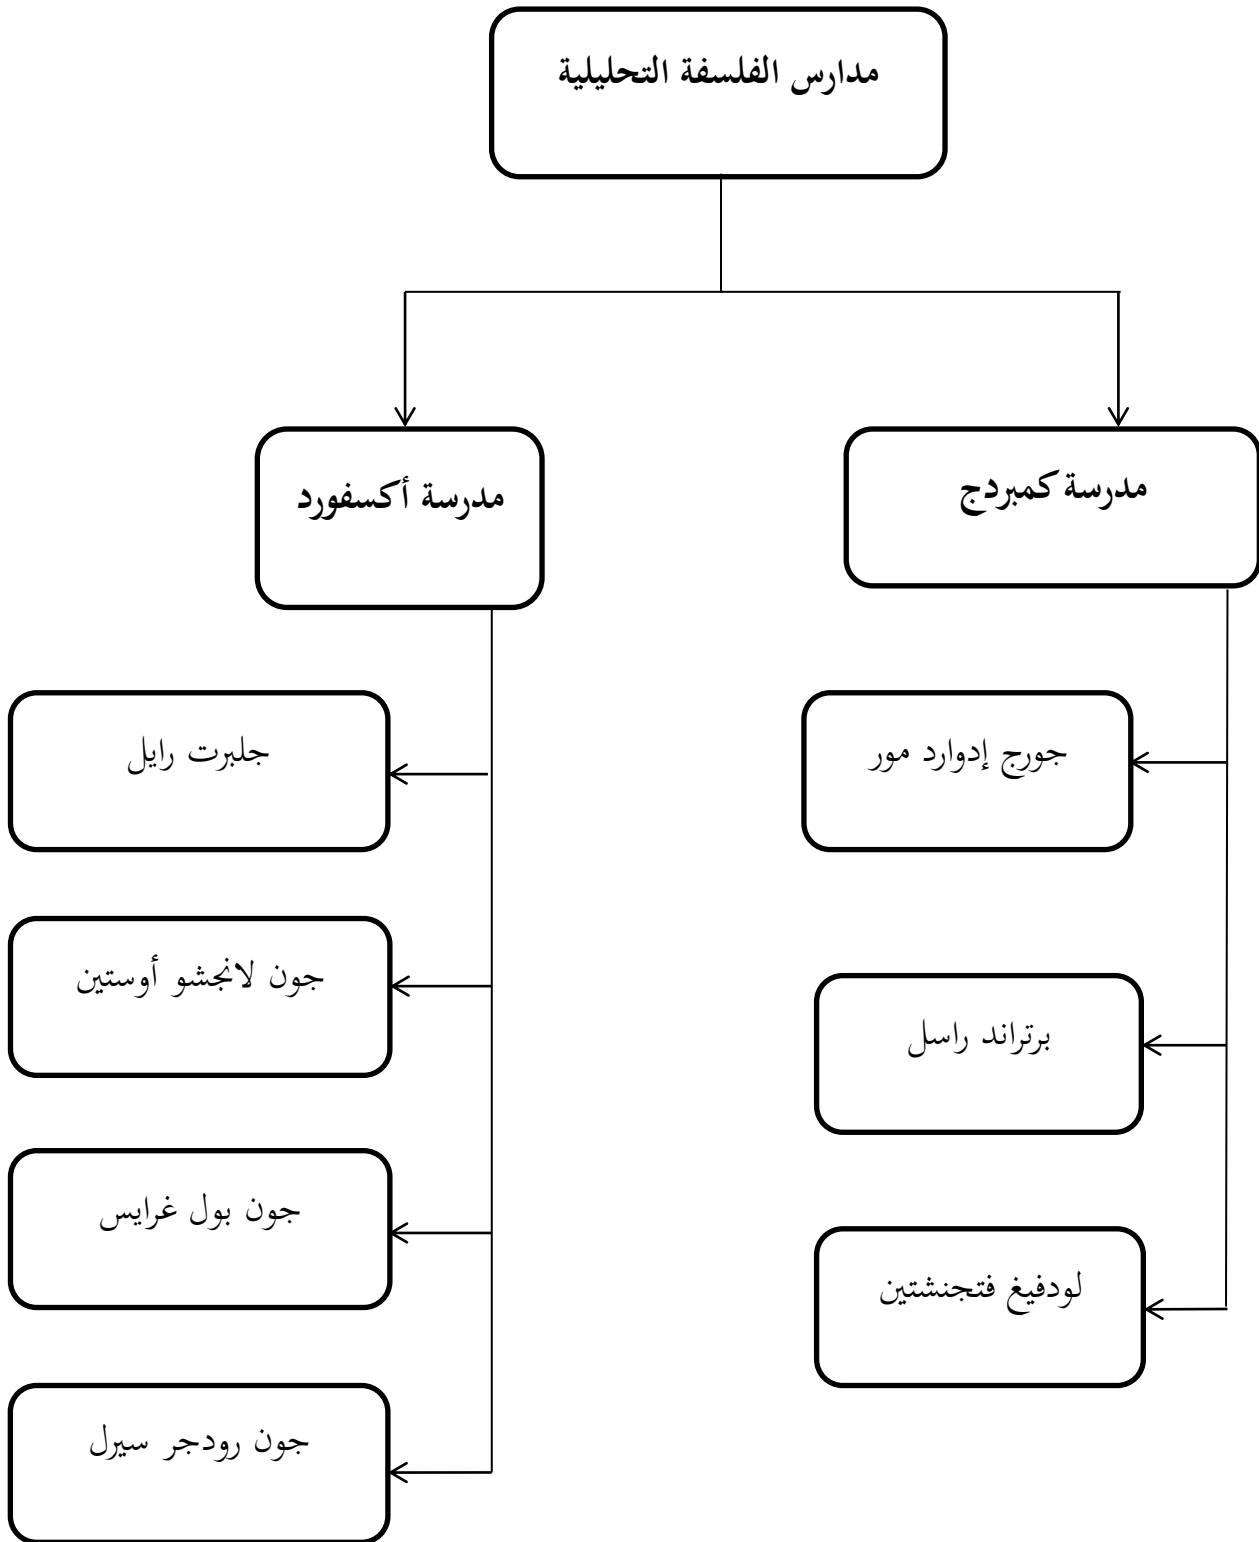 مدارس الفلسفة التحليلية
مدرسة كمبردج
مدرسة أكسفورد
جورج إدوارد مور
برتراند راسل
لودفيغ فتجنشتين
جلبرت رايل
جون لانجشو أوستين
جون بول غرايس
جون رودجر سيرل